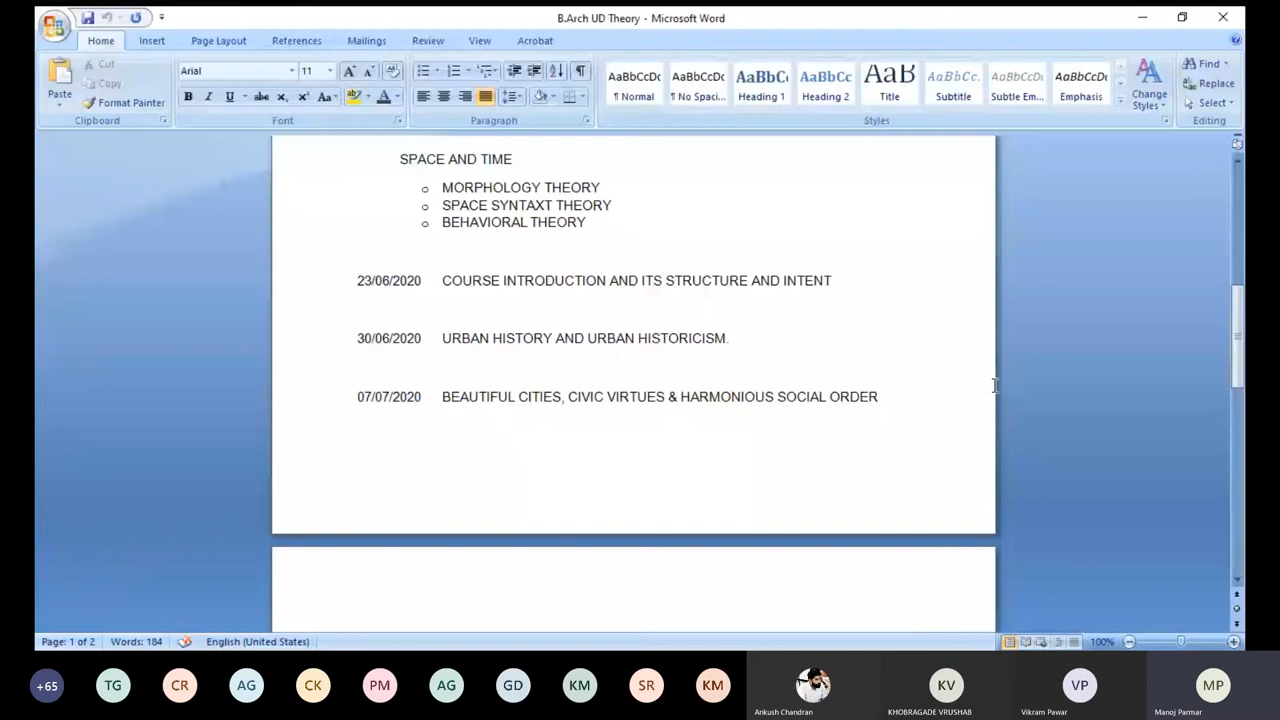 B.Arch UD Theory - Microsoft Word
Home Insert Page Layout References Mailings Review View Acrobat
Paste
Cut
Copy
Format Painter
Clipboard
Arial 11
Font
Paragraph
AaBbCcDc AaBbCcDc AaBbCc AaBbCc AaB AaBbCc. AaBbCcDc AaBbCcDc
¶ Normal ¶ No Spaci... Heading 1 Heading 2 Title Subtitle Subtle Em... Emphasis
Change Styles
Styles
Find
Replace
Select
Editing
SPACE AND TIME
o MORPHOLOGY THEORY
o SPACE SYNTAXT THEORY
o BEHAVIORAL THEORY
23/06/2020 COURSE INTRODUCTION AND ITS STRUCTURE AND INTENT
30/06/2020 URBAN HISTORY AND URBAN HISTORICISM.
07/07/2020 BEAUTIFUL CITIES, CIVIC VIRTUES & HARMONIOUS SOCIAL ORDER
Page: 1 of 2 Words: 184 English (United States) 100%
+65 TG CR AG CK PM AG GD KM SR KM KV VP MP
Ankush Chandran KHOBRAGADE VRUSHAB Vikram Pawar Manoj Parmar